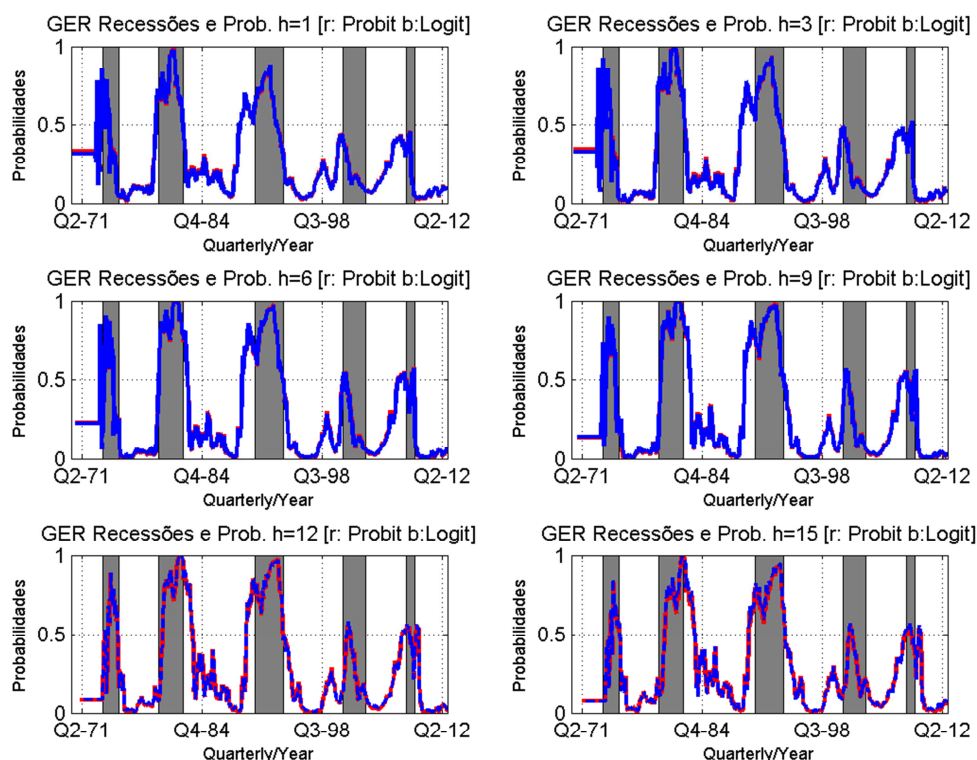 GER Recessões e Prob. h=1 [r: Probit b:Logit]
Probabilidades
1
0.5
0
Q2-71 Q4-84 Q3-98 Q2-12
Quarterly/Year
GER Recessões e Prob. h=3 [r: Probit b:Logit]
Probabilidades
1
0.5
0
Q2-71 Q4-84 Q3-98 Q2-12
Quarterly/Year
GER Recessões e Prob. h=6 [r: Probit b:Logit]
Probabilidades
1
0.5
0
Q2-71 Q4-84 Q3-98 Q2-12
Quarterly/Year
GER Recessões e Prob. h=9 [r: Probit b:Logit]
Probabilidades
1
0.5
0
Q2-71 Q4-84 Q3-98 Q2-12
Quarterly/Year
GER Recessões e Prob. h=12 [r: Probit b:Logit]
Probabilidades
1
0.5
0
Q2-71 Q4-84 Q3-98 Q2-12
Quarterly/Year
GER Recessões e Prob. h=15 [r: Probit b:Logit]
Probabilidades
1
0.5
0
Q2-71 Q4-84 Q3-98 Q2-12
Quarterly/Year